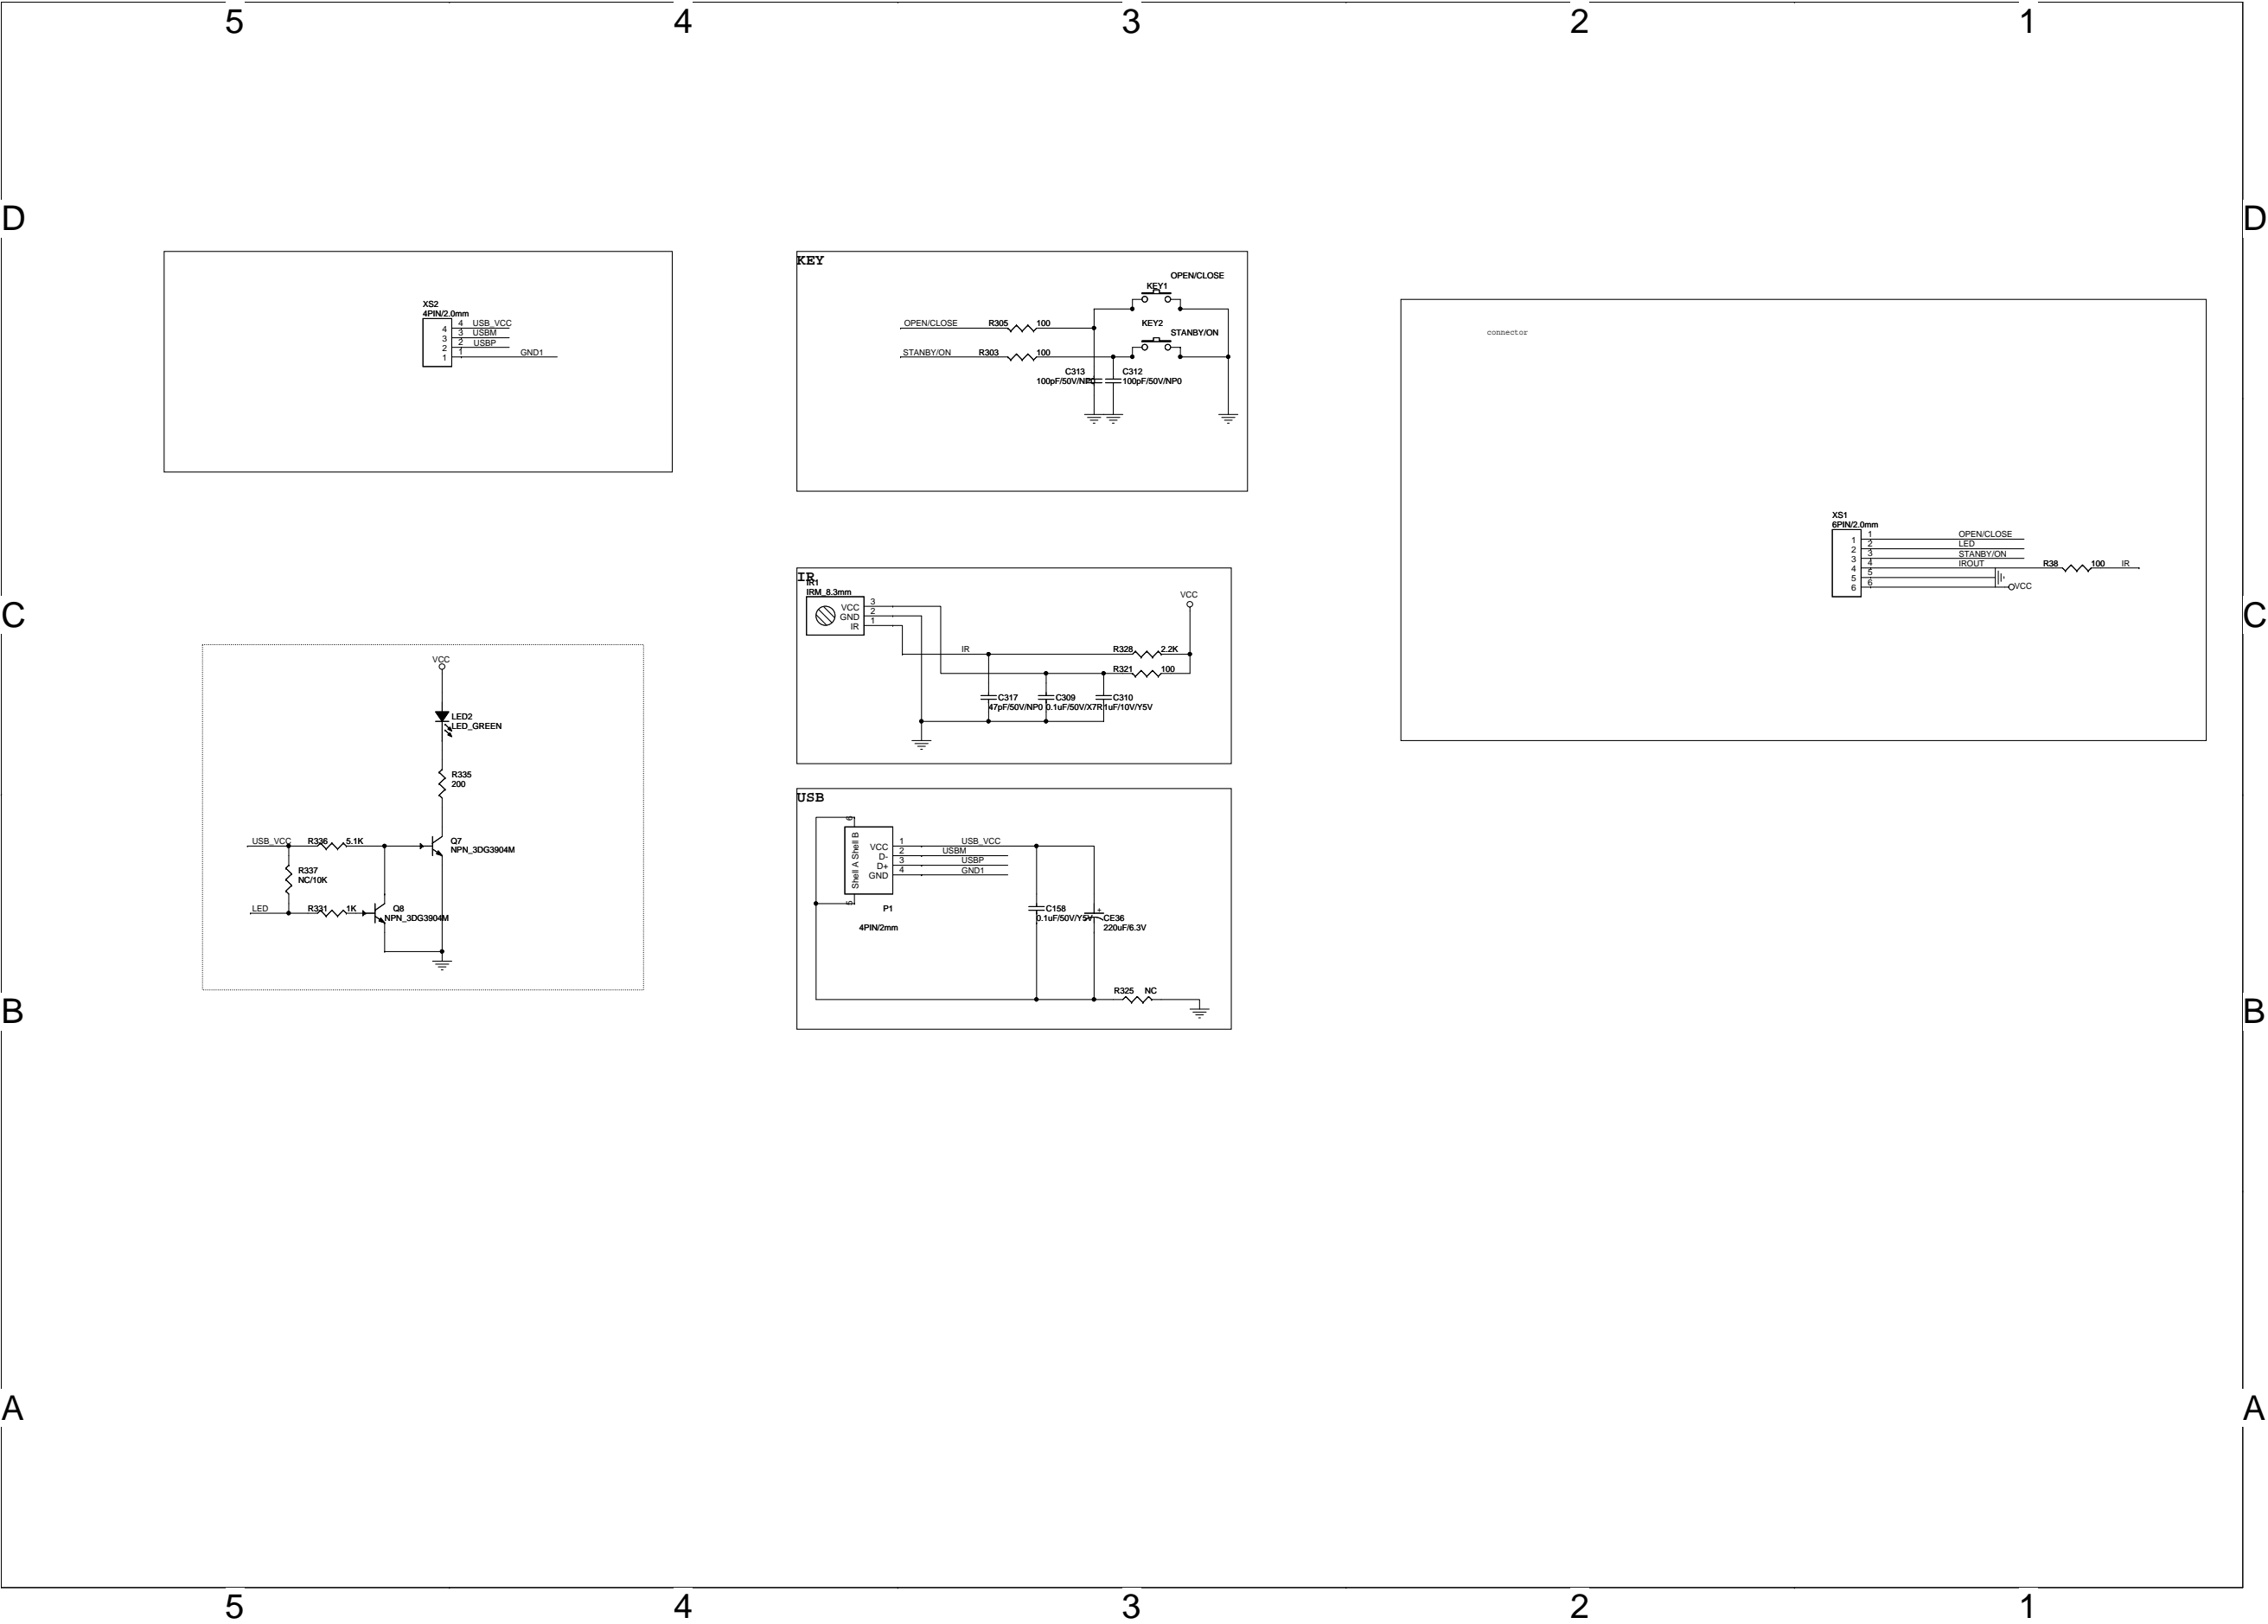 5 4 3 2 1
D D
XS2
4PIN/2.0mm
4 4 USB_VCC
3 3 USBM
2 2 USBP
1 1 GND1
KEY
OPEN/CLOSE
KEY1
OPEN/CLOSE R305 100
KEY2
STANBY/ON
STANBY/ON R303 100
C313
100pF/50V/NP0
C312
100pF/50V/NP0
connector
XS1
6PIN/2.0mm
1 1 OPEN/CLOSE
2 2 LED
3 3 STANBY/ON
4 4 IROUT R38 100 IR
5 5
6 6 VCC
C C
IR
IR1
IRM_8.3mm
VCC 3
GND 2
IR 1
VCC
IR R328 2.2K
R321 100
C317
47pF/50V/NP0
C309
0.1uF/50V/X7R
C310
1uF/10V/Y5V
VCC
LED2
LED_GREEN
R335
200
USB_VCC R336 5.1K
Q7
NPN_3DG3904M
R337
NC/10K
LED R331 1K
Q8
NPN_3DG3904M
USB
6
Shell A Shell B
5
VCC 1 USB_VCC
D- 2 USBM
D+ 3 USBP
GND 4 GND1
P1
4PIN/2mm
C158
0.1uF/50V/Y5V
+
CE36
220uF/6.3V
R325 NC
B B
A A
5 4 3 2 1